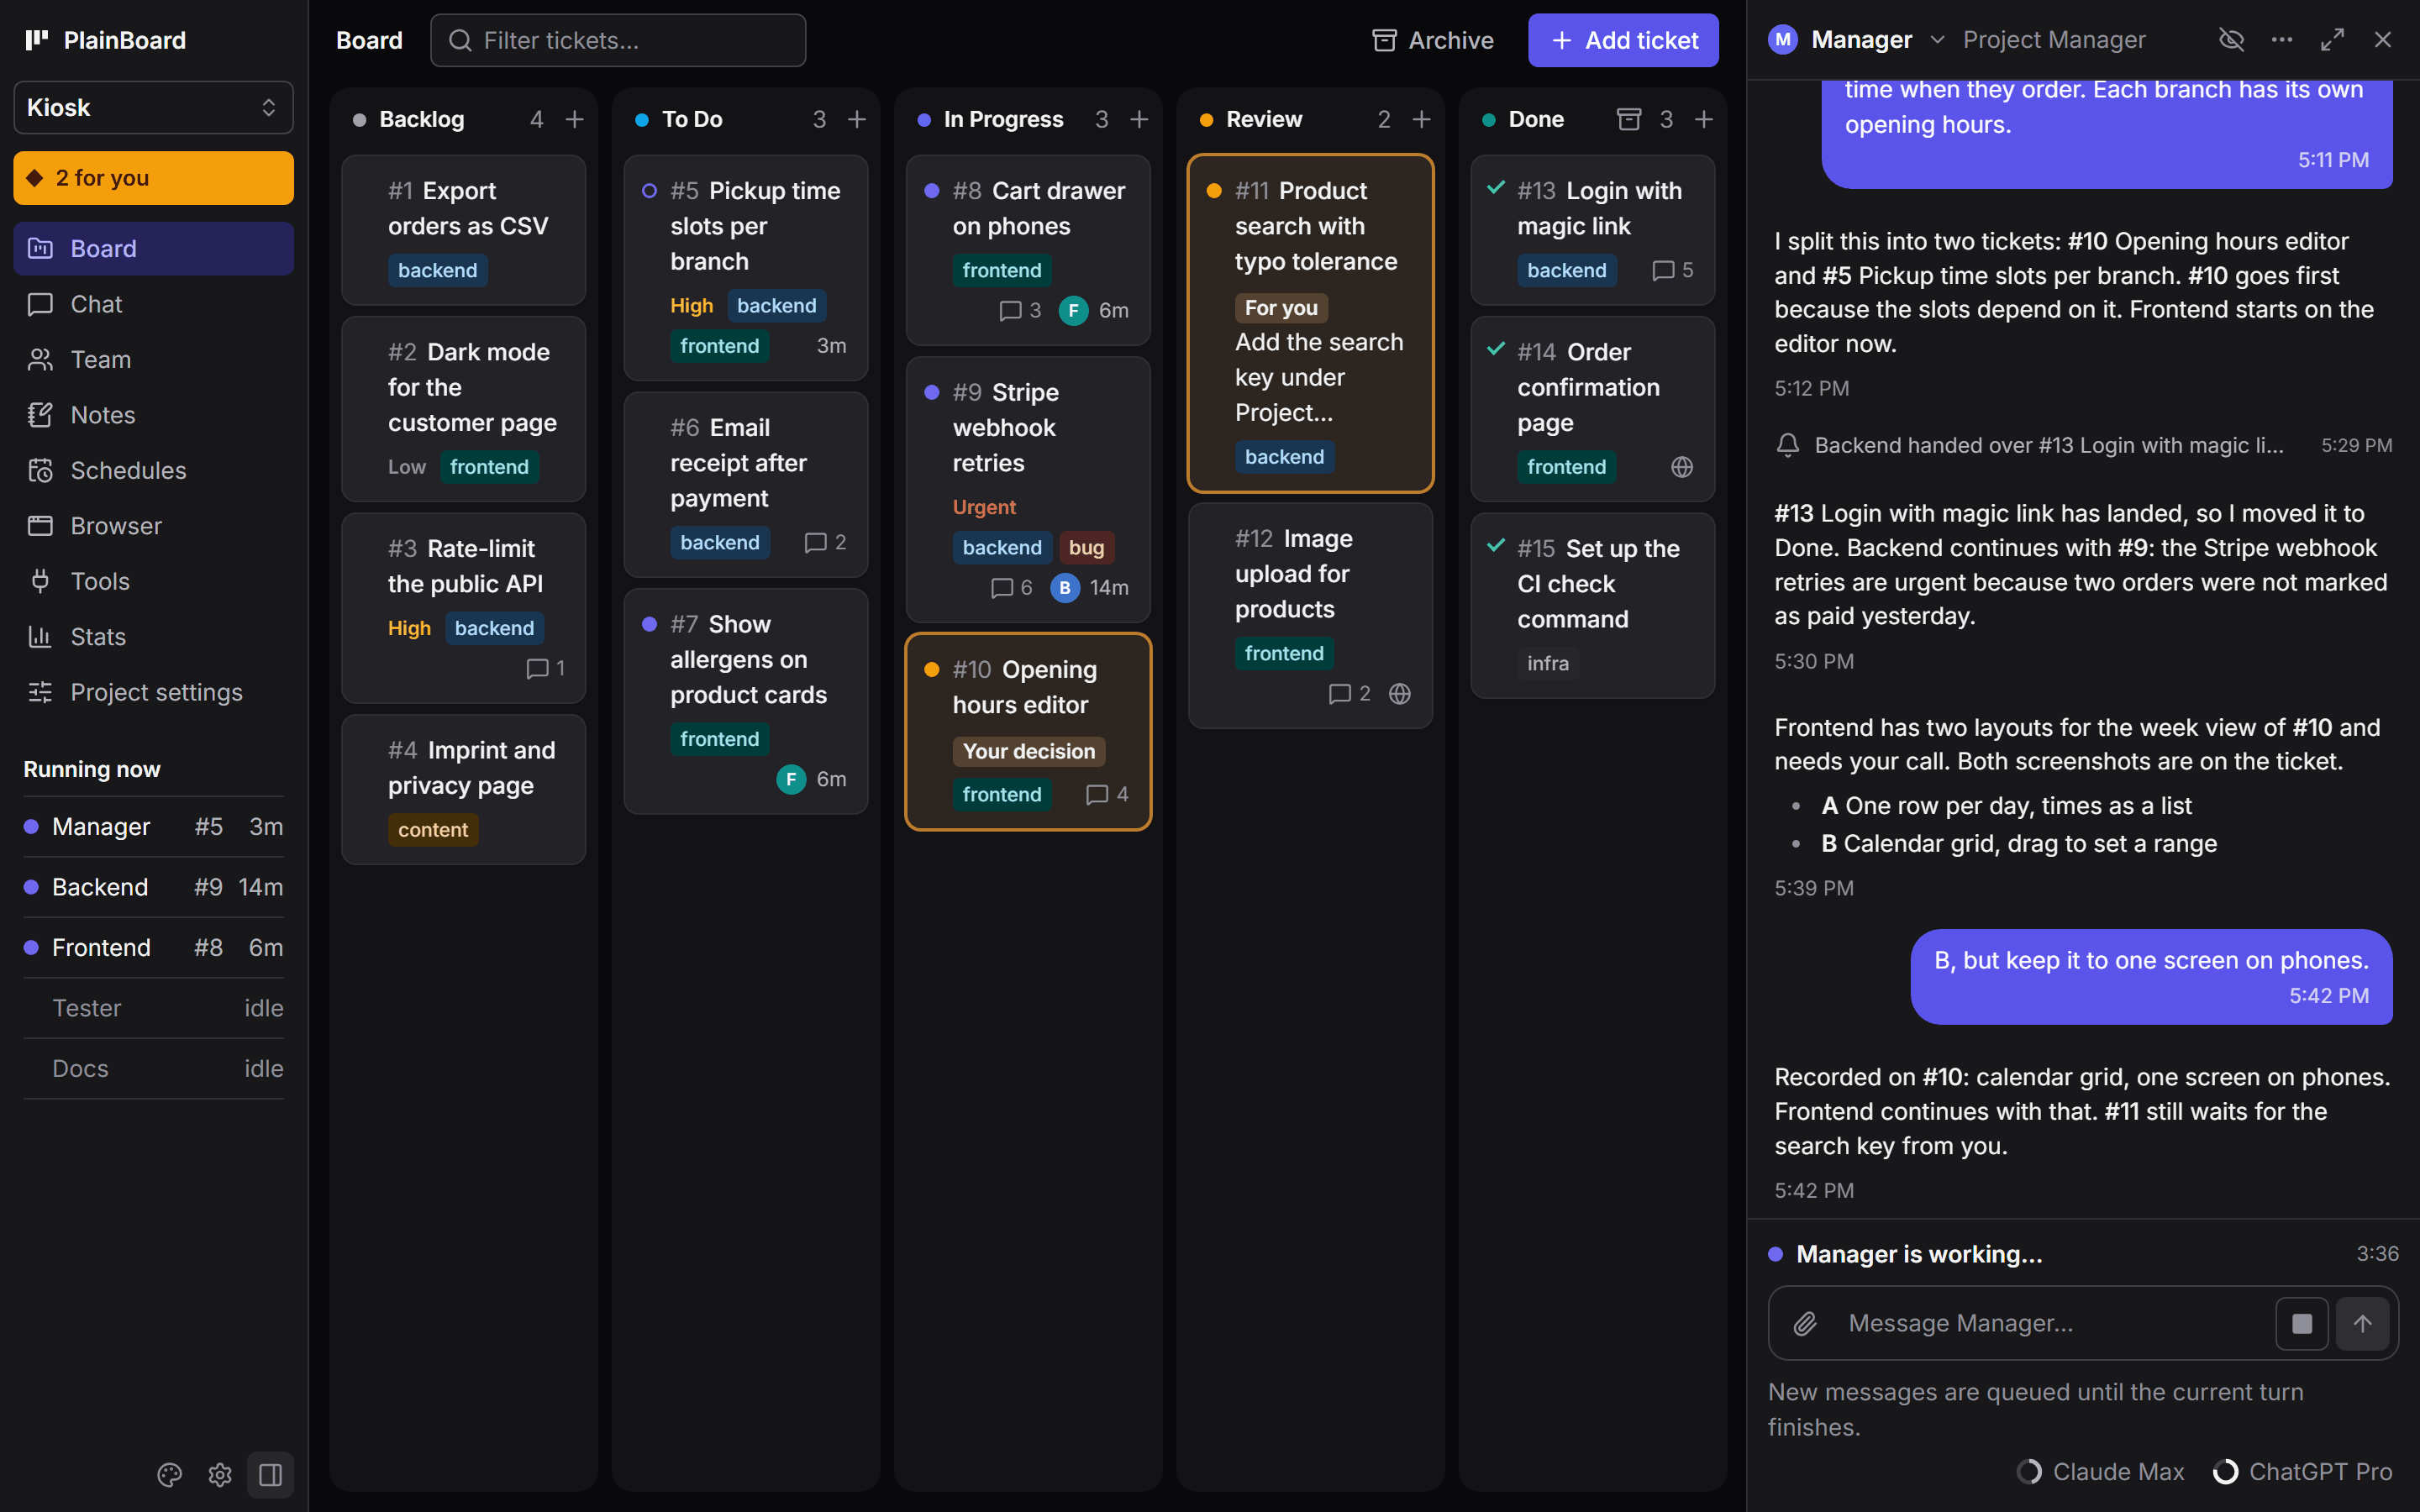 PlainBoard
Kiosk
2 for you
Board
Chat
Team
Notes
Schedules
Browser
Tools
Stats
Project settings
Running now
Manager #5 3m
Backend #9 14m
Frontend #8 6m
Tester idle
Docs idle
Board
Filter tickets...
Archive
Add ticket
Backlog 4
#1 Export
orders as CSV
backend
#2 Dark mode
for the
customer page
Low frontend
#3 Rate-limit
the public API
High backend
1
#4 Imprint and
privacy page
content
To Do 3
#5 Pickup time
slots per
branch
High backend
frontend 3m
#6 Email
receipt after
payment
backend 2
#7 Show
allergens on
product cards
frontend
F 6m
In Progress 3
#8 Cart drawer
on phones
frontend
3 F 6m
#9 Stripe
webhook
retries
Urgent
backend bug
6 B 14m
#10 Opening
hours editor
Your decision
frontend 4
Review 2
#11 Product
search with
typo tolerance
For you
Add the search
key under
Project...
backend
#12 Image
upload for
products
frontend
2
Done 3
#13 Login with
magic link
backend 5
#14 Order
confirmation
page
frontend
#15 Set up the
CI check
command
infra
M Manager Project Manager
time when they order. Each branch has its own
opening hours.
5:11 PM
I split this into two tickets: #10 Opening hours editor
and #5 Pickup time slots per branch. #10 goes first
because the slots depend on it. Frontend starts on the
editor now.
5:12 PM
Backend handed over #13 Login with magic li... 5:29 PM
#13 Login with magic link has landed, so I moved it to
Done. Backend continues with #9: the Stripe webhook
retries are urgent because two orders were not marked
as paid yesterday.
5:30 PM
Frontend has two layouts for the week view of #10 and
needs your call. Both screenshots are on the ticket.
• A One row per day, times as a list
• B Calendar grid, drag to set a range
5:39 PM
B, but keep it to one screen on phones.
5:42 PM
Recorded on #10: calendar grid, one screen on phones.
Frontend continues with that. #11 still waits for the
search key from you.
5:42 PM
Manager is working... 3:36
Message Manager...
New messages are queued until the current turn
finishes.
Claude Max ChatGPT Pro